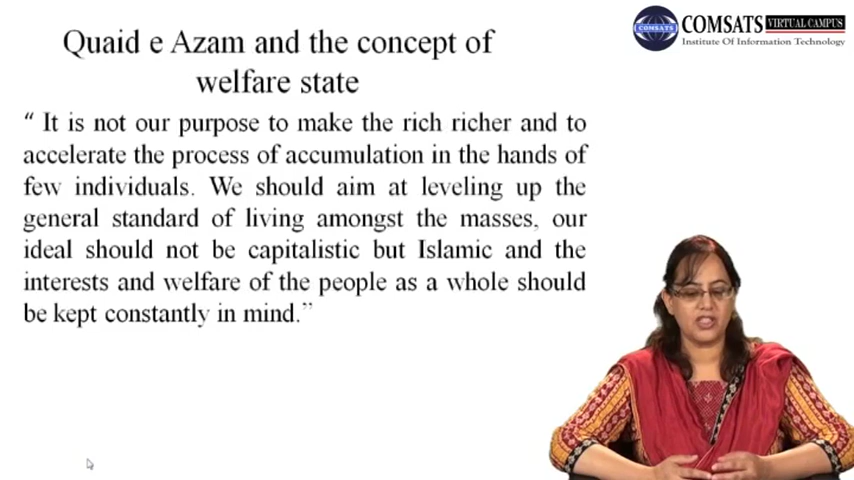 Quaid e Azam and the concept of
welfare state
“ It is not our purpose to make the rich richer and to
accelerate the process of accumulation in the hands of
few individuals. We should aim at leveling up the
general standard of living amongst the masses, our
ideal should not be capitalistic but Islamic and the
interests and welfare of the people as a whole should
be kept constantly in mind.”
COMSATS
COMSATS VIRTUAL CAMPUS
Institute Of Information Technology